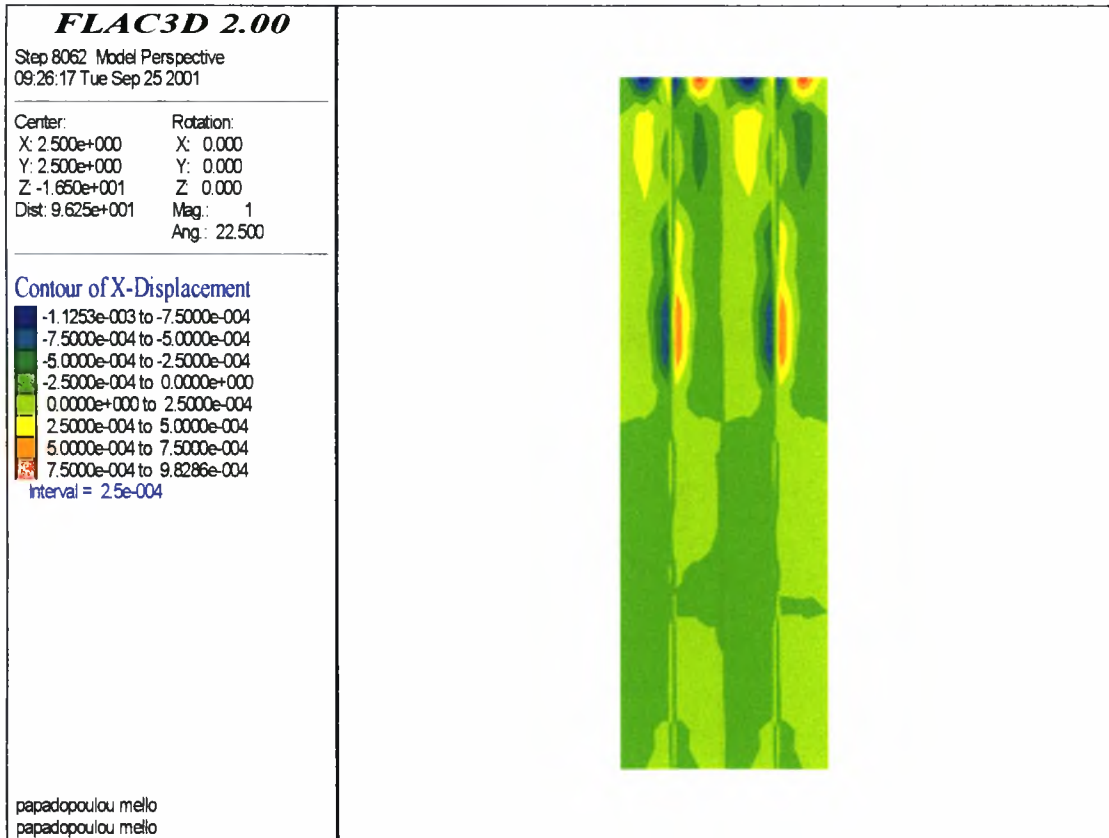 FLAC3D 2.00
Step 8062 Model Perspective
09:26:17 Tue Sep 25 2001
Center: Rotation:
X: 2.500e+000 X: 0.000
Y: 2.500e+000 Y: 0.000
Z: -1.650e+001 Z: 0.000
Dist: 9.625e+001 Mag.: 1
Ang.: 22.500
Contour of X-Displacement
-1.1253e-003 to -7.5000e-004
-7.5000e-004 to -5.0000e-004
-5.0000e-004 to -2.5000e-004
-2.5000e-004 to 0.0000e+000
0.0000e+000 to 2.5000e-004
2.5000e-004 to 5.0000e-004
5.0000e-004 to 7.5000e-004
7.5000e-004 to 9.8286e-004
Interval = 2.5e-004
papadopoulou mello
papadopoulou mello